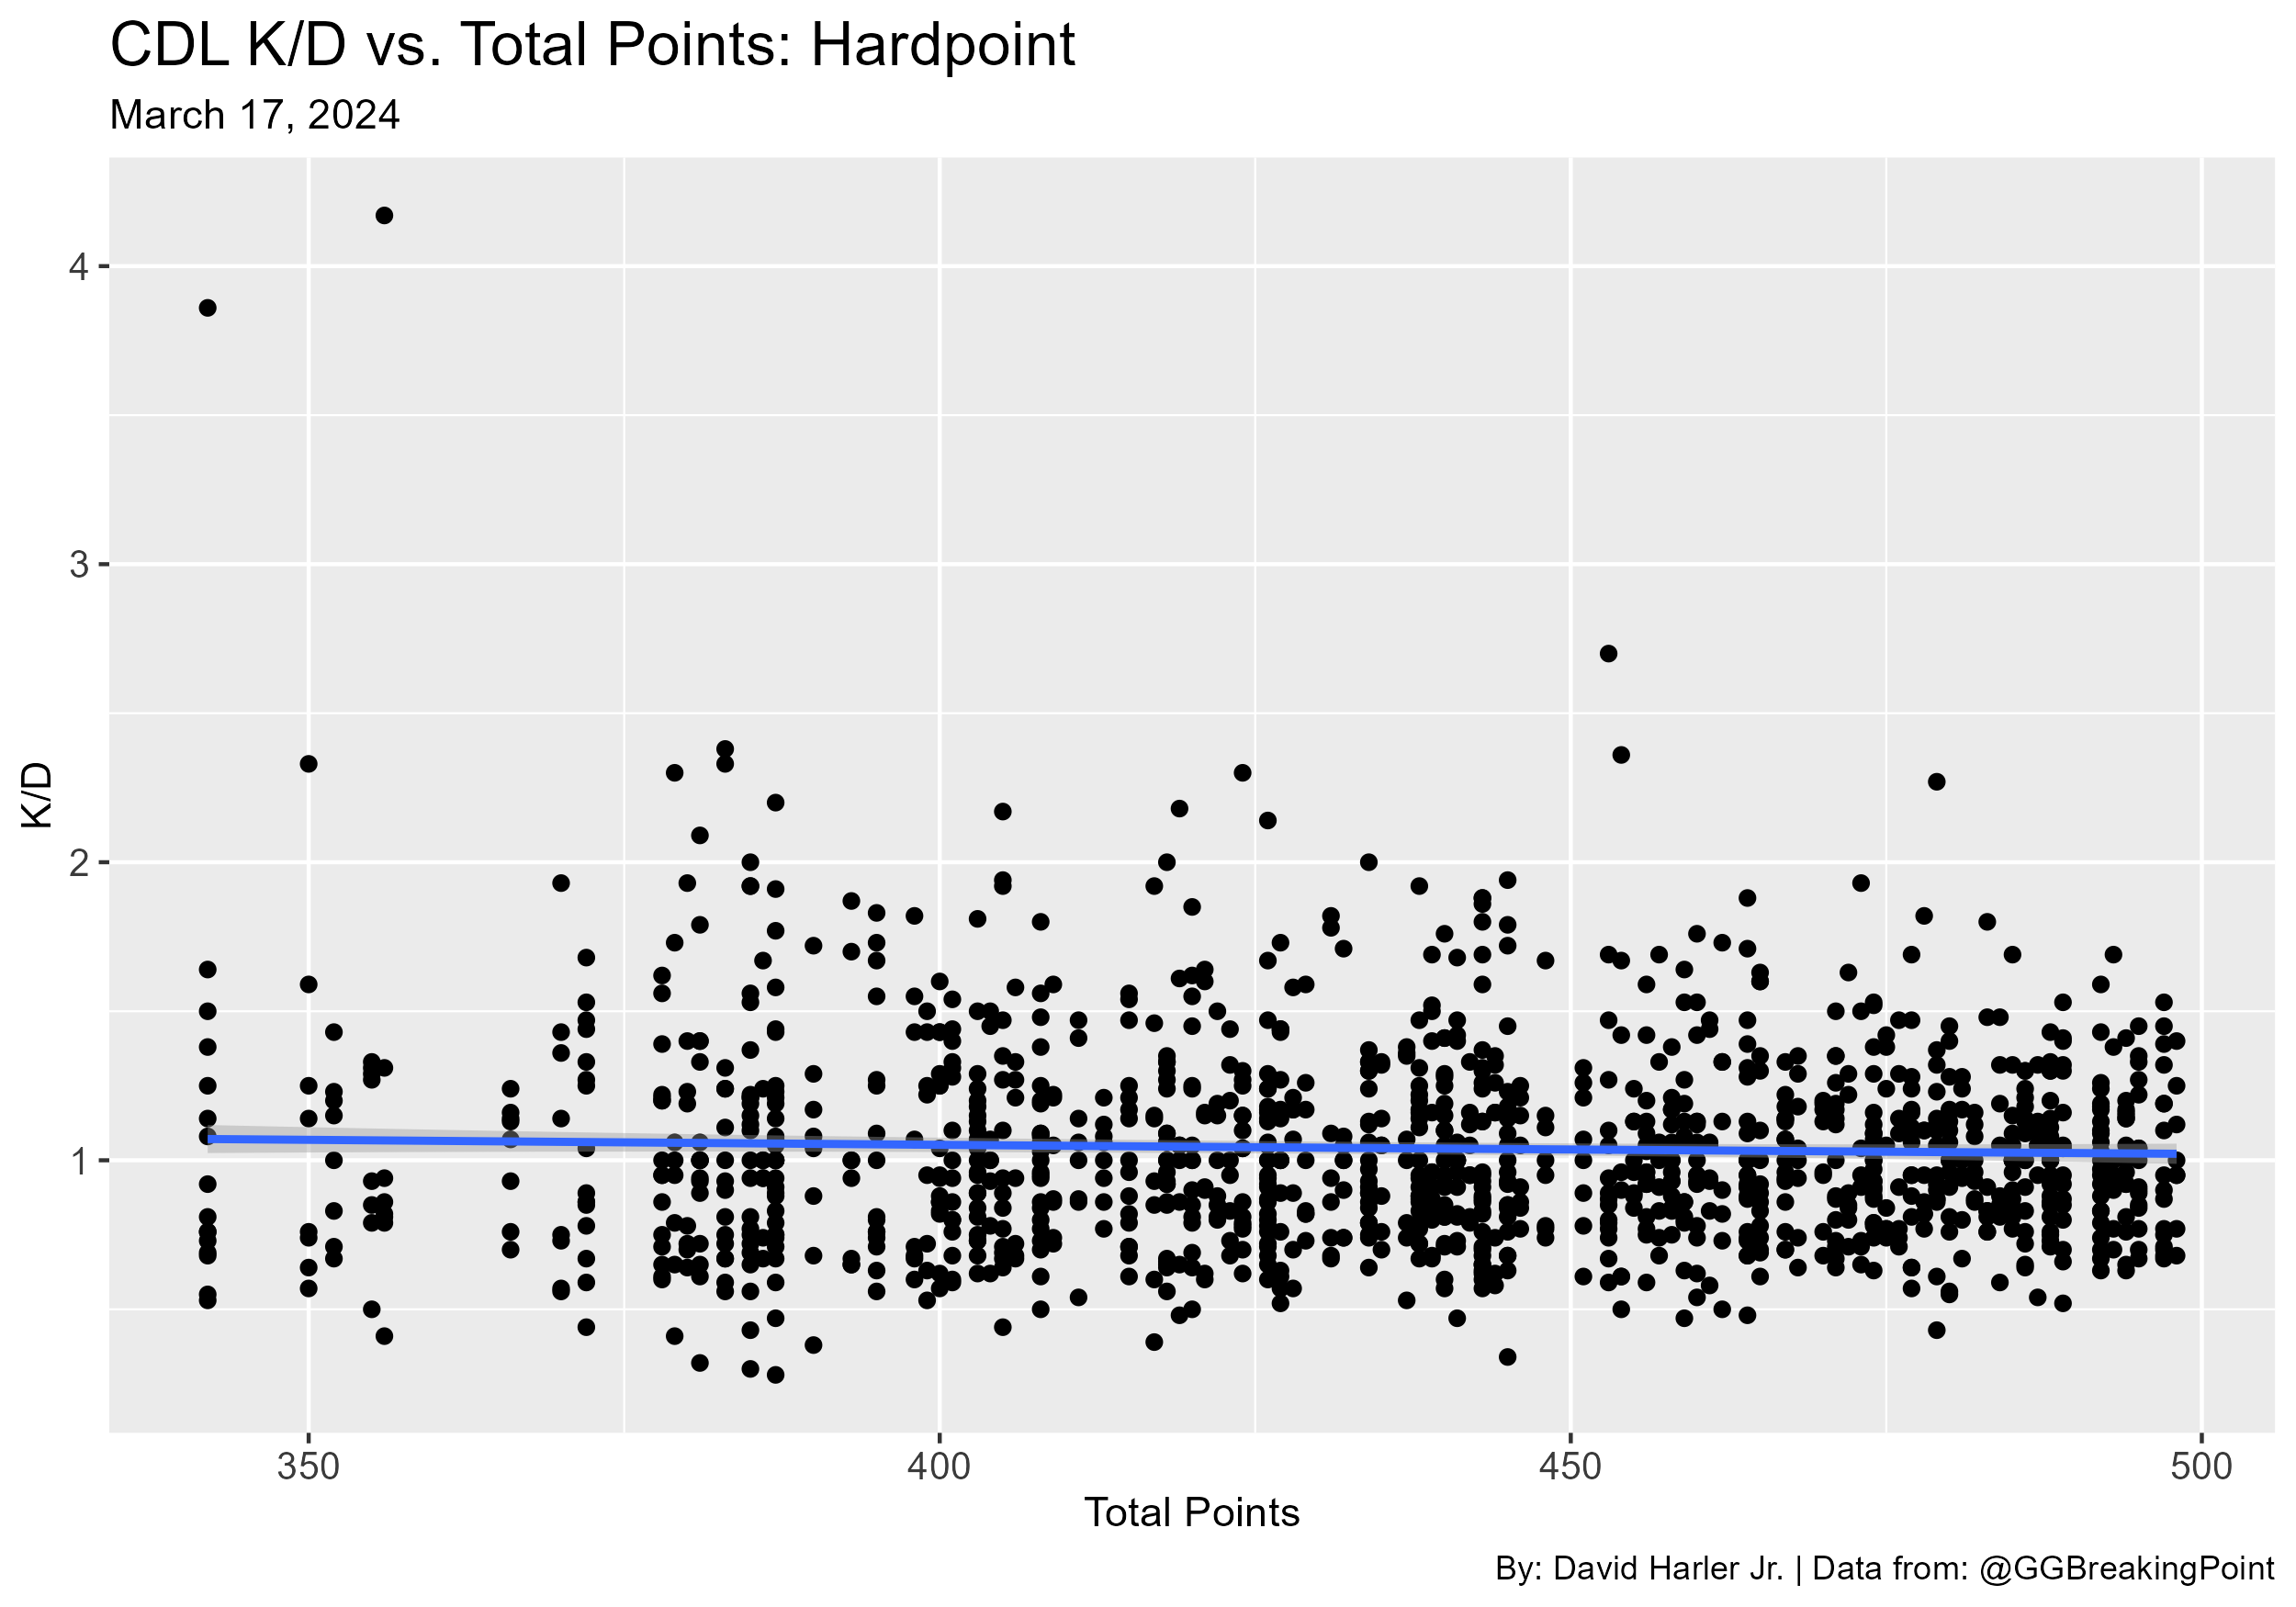 CDL K/D vs. Total Points: Hardpoint
March 17, 2024
K/D
4
3
2
1
350 400 450 500
Total Points
By: David Harler Jr. | Data from: @GGBreakingPoint